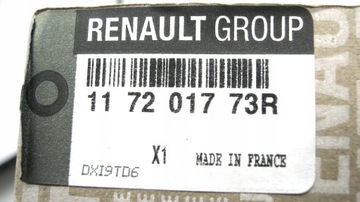 RENAULT GROUP
11 72 017 73R
X1 MADE IN FRANCE
DXI9TD6